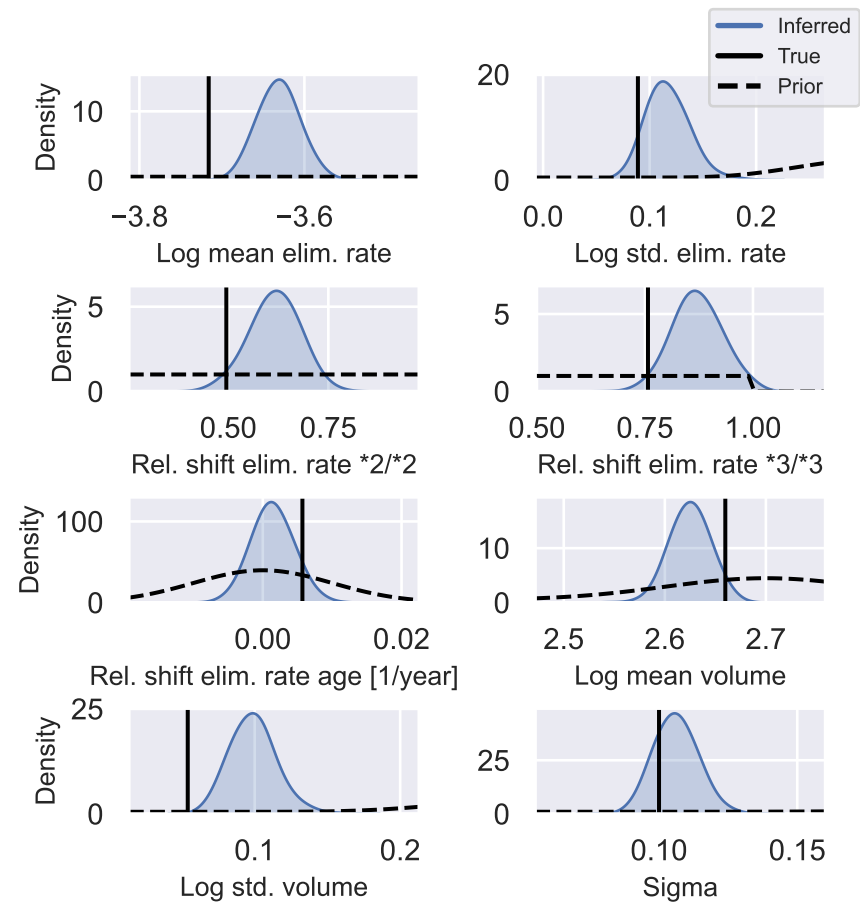 Inferred
True
Prior
Density
10
0
−3.8 −3.6
Log mean elim. rate
20
0
0.0 0.1 0.2
Log std. elim. rate
Density
5
0
0.50 0.75
Rel. shift elim. rate *2/*2
5
0
0.50 0.75 1.00
Rel. shift elim. rate *3/*3
Density
100
0
0.00 0.02
Rel. shift elim. rate age [1/year]
10
0
2.5 2.6 2.7
Log mean volume
Density
25
0
0.1 0.2
Log std. volume
25
0
0.10 0.15
Sigma